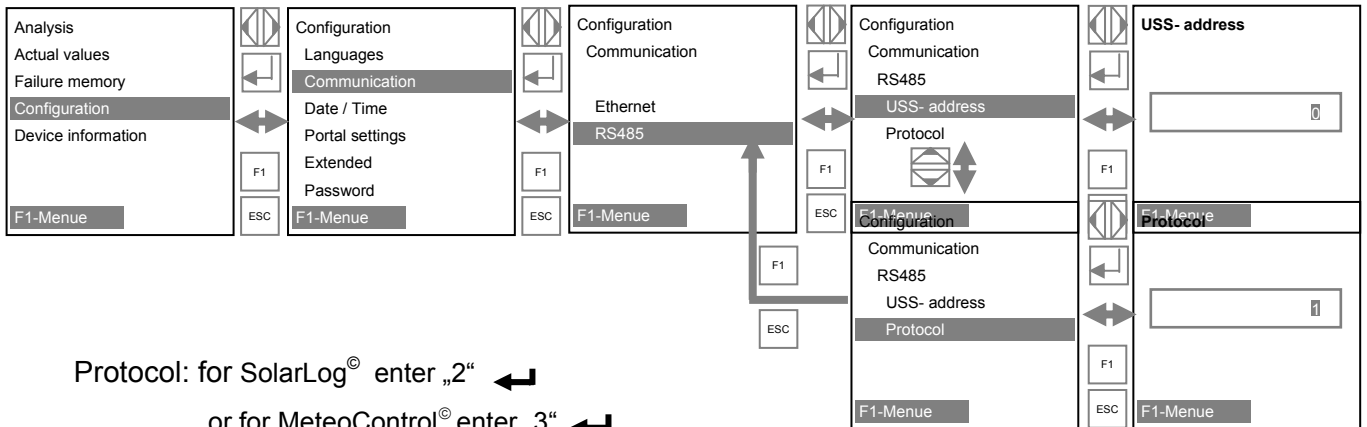 Analysis
Actual values
Failure memory
Configuration
Device information
F1-Menue
F1
ESC
Configuration
Languages
Communication
Date / Time
Portal settings
Extended
Password
F1-Menue
F1
ESC
Configuration
Communication
Ethernet
RS485
F1-Menue
F1
ESC
Configuration
Communication
RS485
USS- address
Protocol
F1-Menue
F1
USS- address
0
F1-Menue
F1
ESC
Configuration
Communication
RS485
USS- address
Protocol
F1-Menue
F1
ESC
Protocol
1
F1-Menue
Protocol: for SolarLog© enter „2“
or for MeteoControl© enter „3“